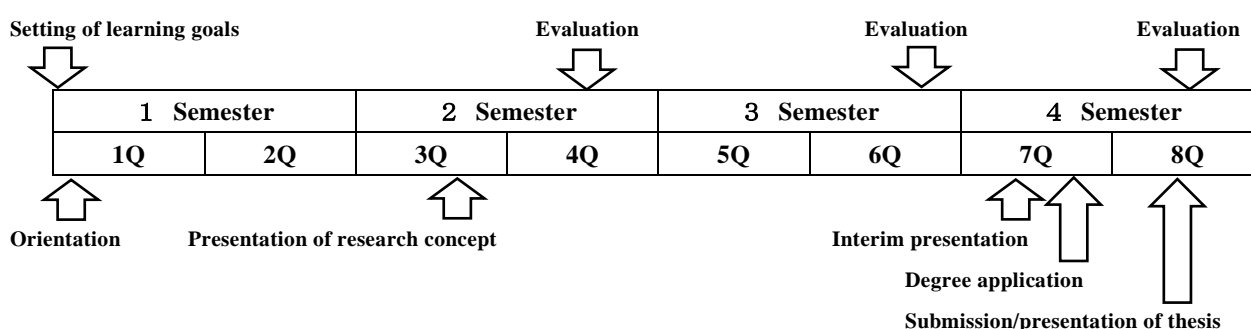 Setting of learning goals Evaluation Evaluation Evaluation
１ Semester ２ Semester ３ Semester ４ Semester
1Q 2Q 3Q 4Q 5Q 6Q 7Q 8Q
Orientation Presentation of research concept Interim presentation
Degree application
Submission/presentation of thesis